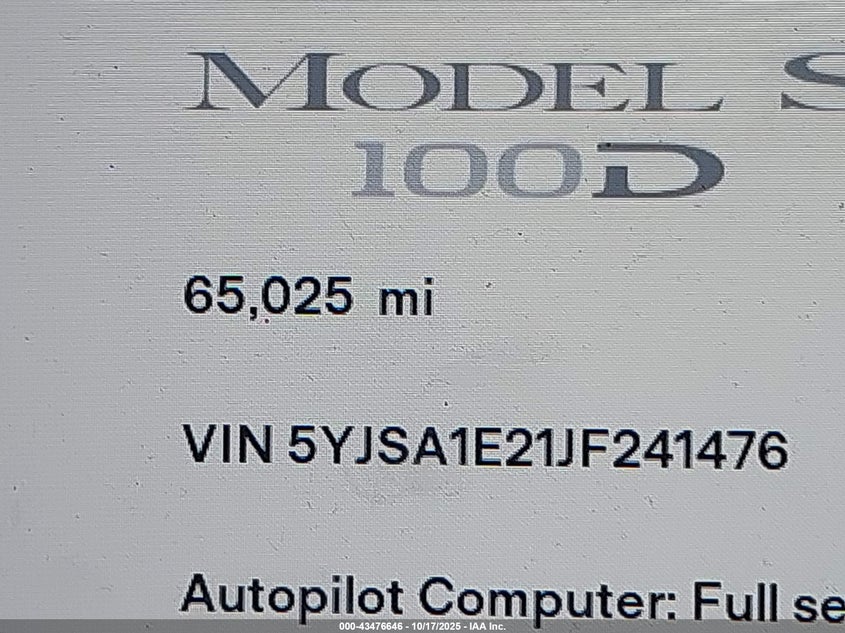 MODEL S
100D
65,025 mi
VIN 5YJSA1E21JF241476
Autopilot Computer: Full se
000-43476646 - 10/17/2025 - IAA Inc.